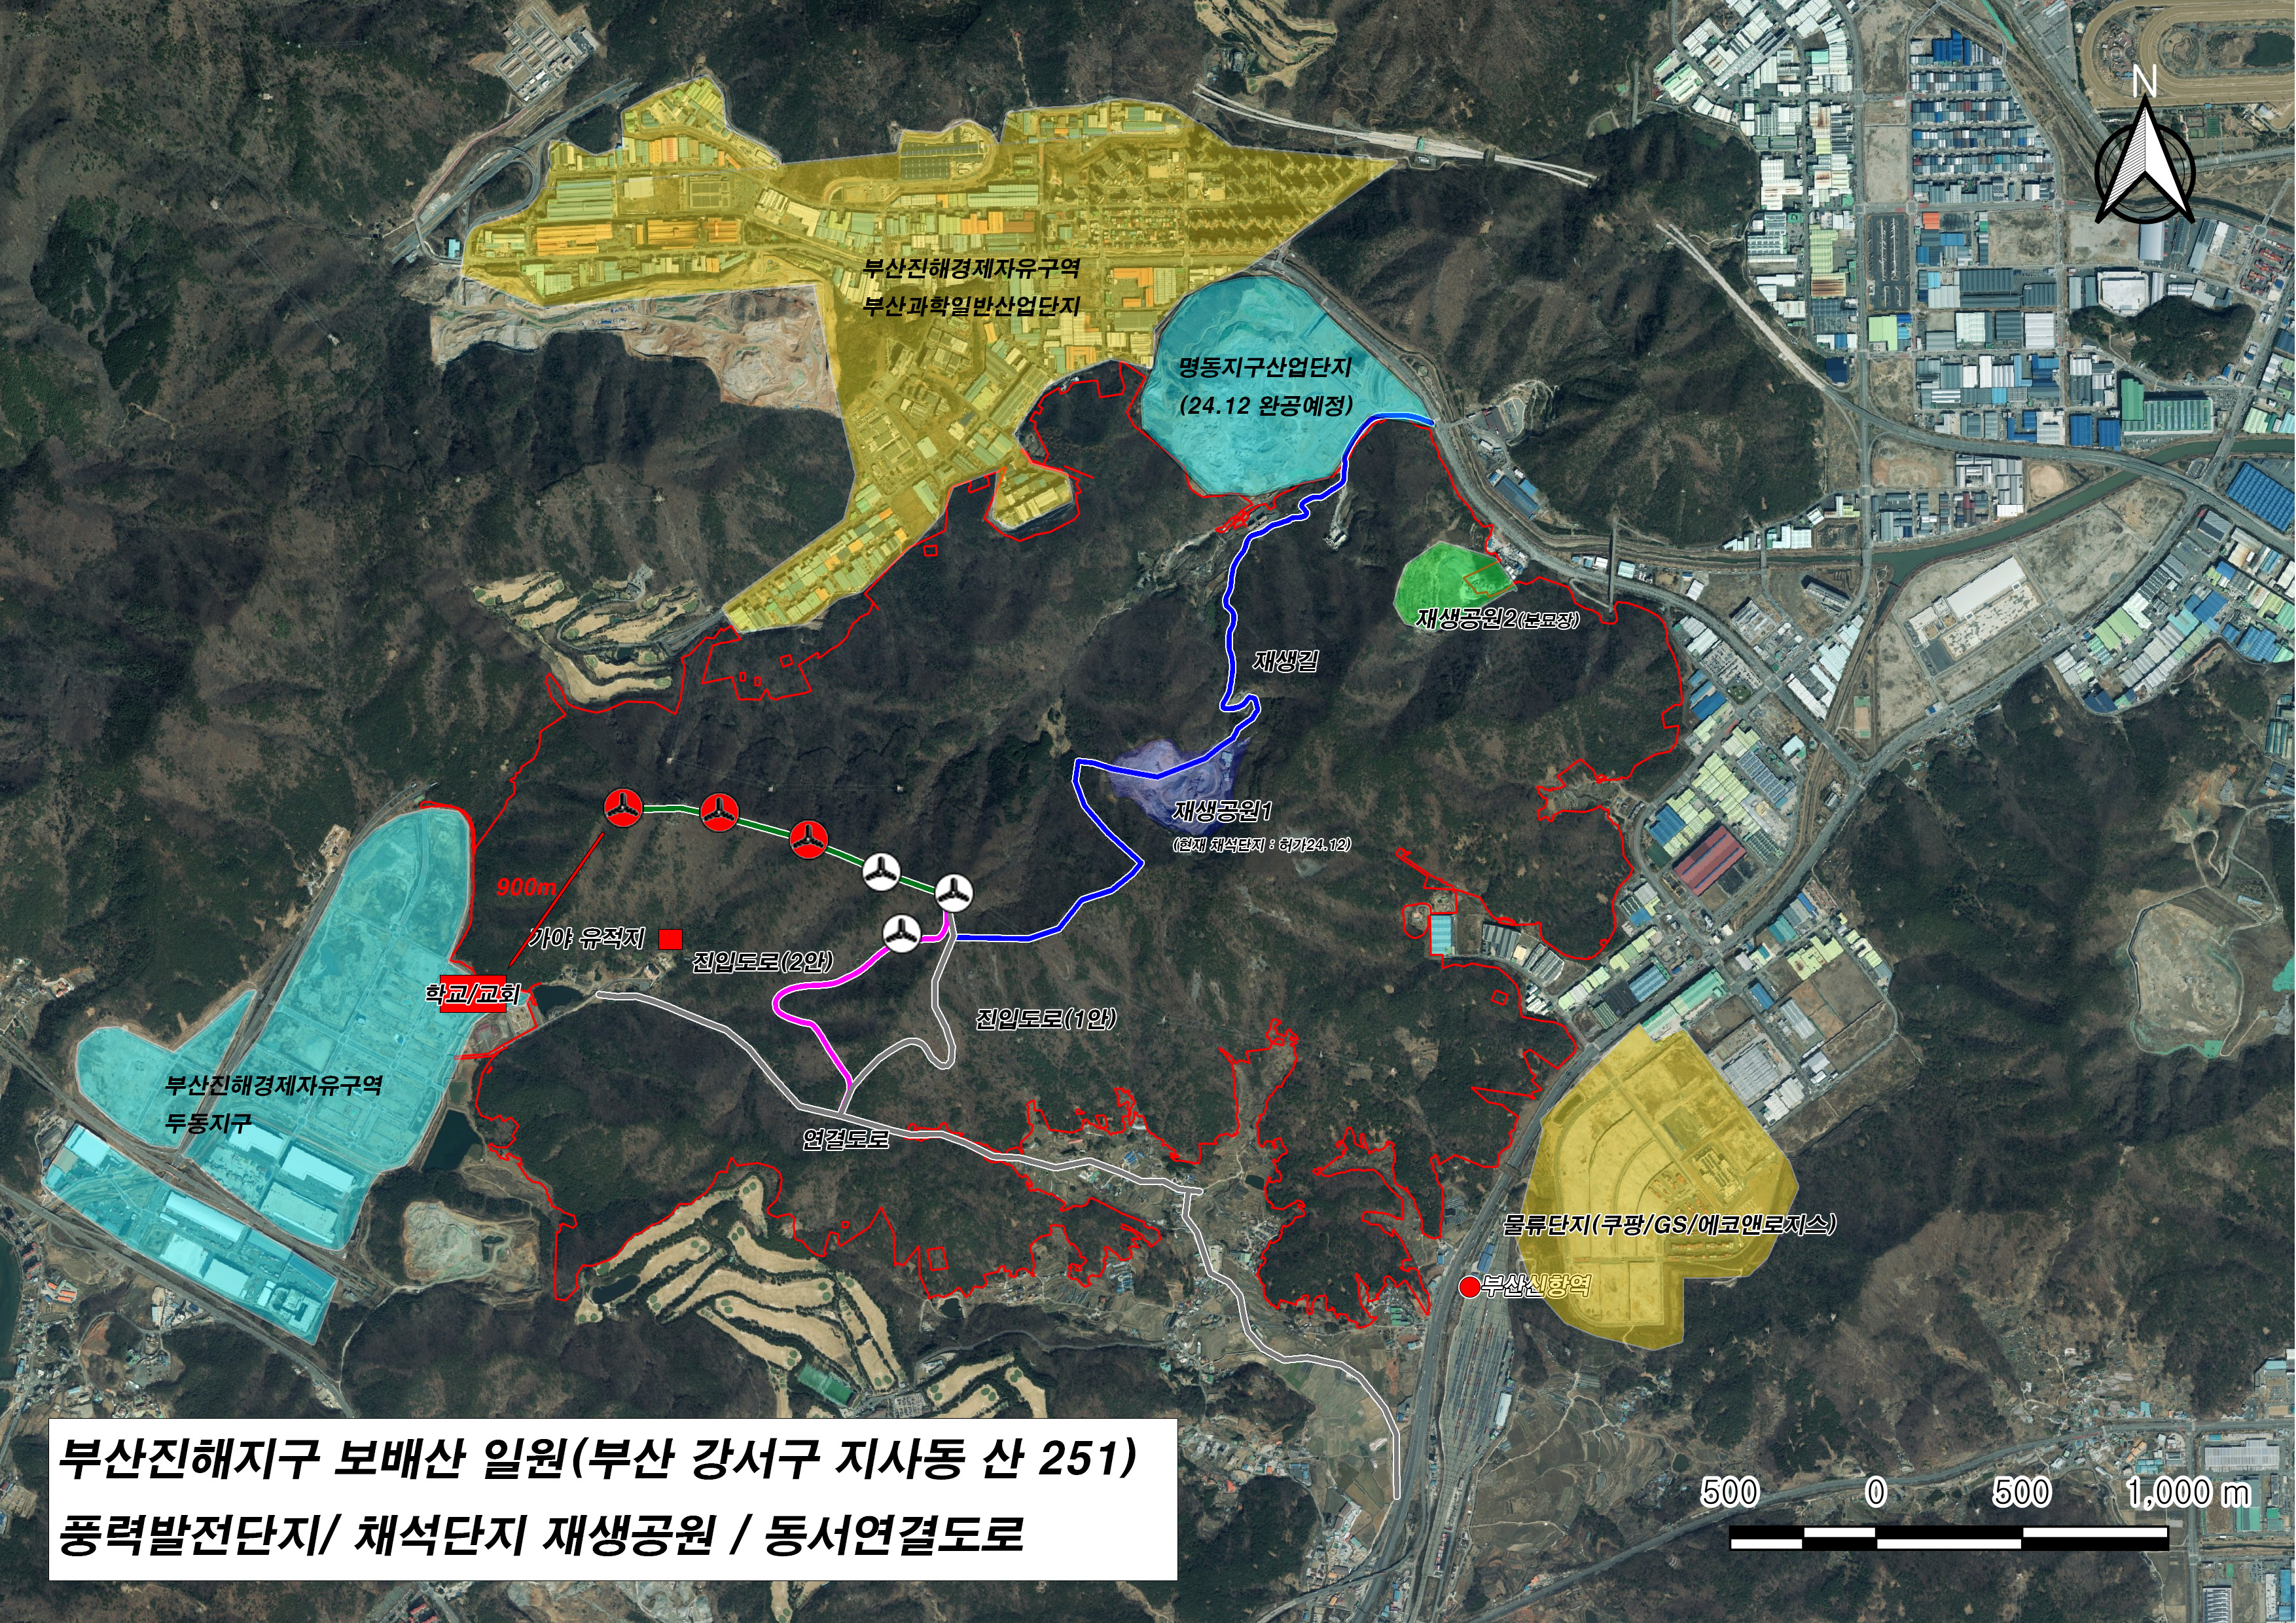 N
부산진해경제자유구역
부산과학일반산업단지
명동지구산업단지
(24.12 완공예정)
재생공원2(분묘장)
재생길
재생공원1
(현재 채석단지 : 허가24.12)
900m
가야 유적지
진입도로(2안)
학교/교회
진입도로(1안)
부산진해경제자유구역
두동지구
연결도로
물류단지(쿠팡/GS/에코앤로지스)
부산신항역
부산진해지구 보배산 일원(부산 강서구 지사동 산 251)
풍력발전단지/ 채석단지 재생공원 / 동서연결도로
500 0 500 1,000 m